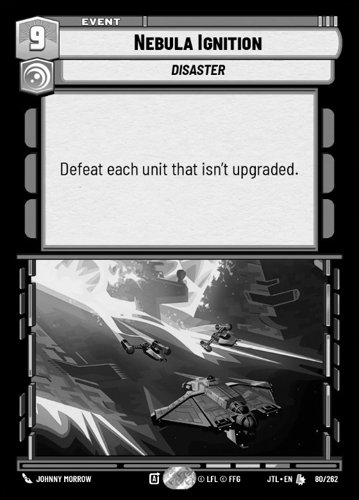 EVENT
9
NEBULA IGNITION
DISASTER
Defeat each unit that isn't upgraded.
JOHNNY MORROW
A
© LFL © FFG
JTL • EN
80/262